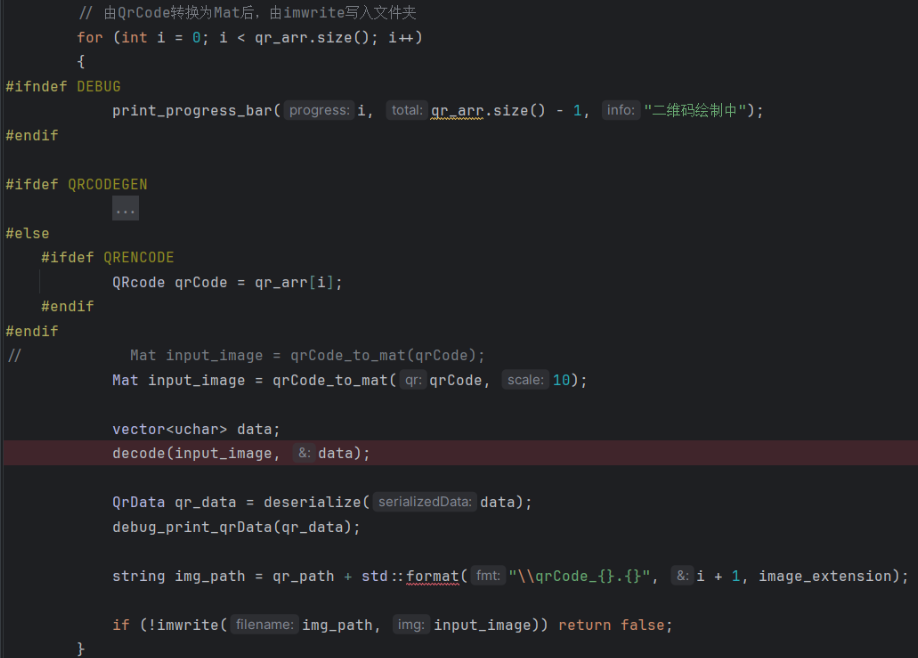 // 由QrCode转换为Mat后，由imwrite写入文件夹
for (int i = 0; i < qr_arr.size(); i++)
{
#ifndef DEBUG
print_progress_bar( progress: i, total: qr_arr.size() - 1, info: "二维码绘制中");
#endif
#ifdef QRCODEGEN
...
#else
#ifdef QRENCODE
QRcode qrCode = qr_arr[i];
#endif
#endif
// Mat input_image = qrCode_to_mat(qrCode);
Mat input_image = qrCode_to_mat( qr: qrCode, scale: 10);
vector<uchar> data;
decode(input_image, &: data);
QrData qr_data = deserialize( serializedData: data);
debug_print_qrData(qr_data);
string img_path = qr_path + std::format( fmt: "\\qrCode_{}.{}", &: i + 1, image_extension);
if (!imwrite( filename: img_path, img: input_image)) return false;
}